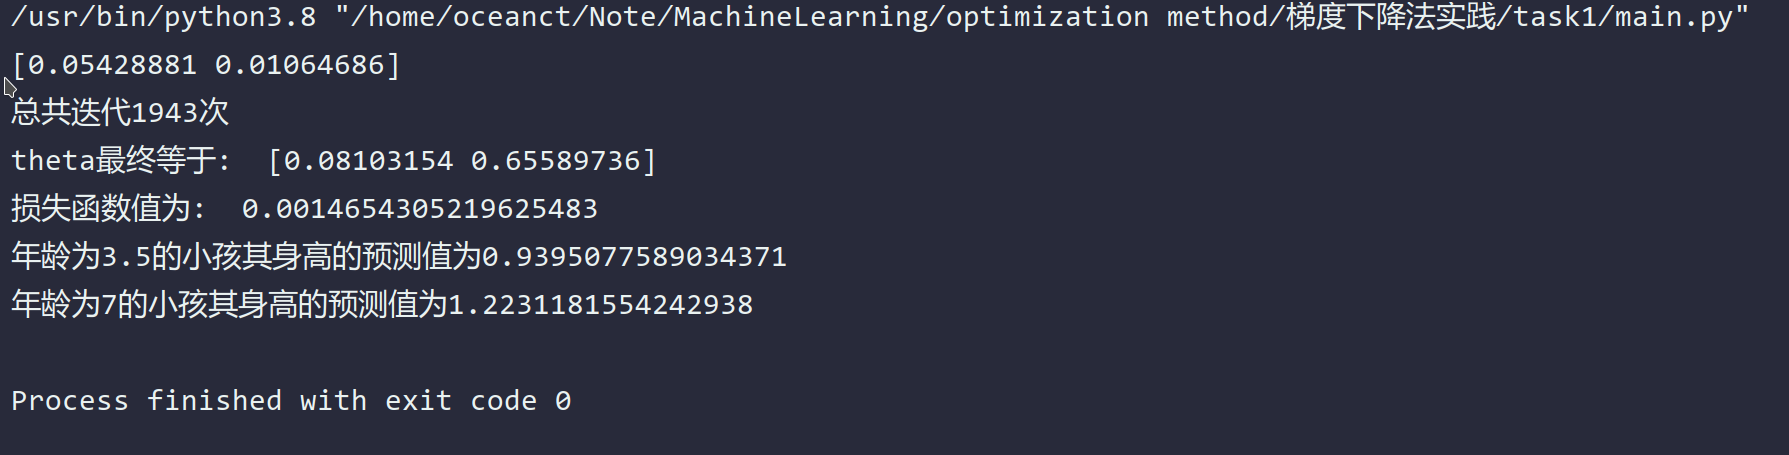 /usr/bin/python3.8 "/home/oceanct/Note/MachineLearning/optimization method/梯度下降法实践/task1/main.py"
[0.05428881 0.01064686]
总共迭代1943次
theta最终等于:  [0.08103154 0.65589736]
损失函数值为:  0.0014654305219625483
年龄为3.5的小孩其身高的预测值为0.9395077589034371
年龄为7的小孩其身高的预测值为1.2231181554242938
Process finished with exit code 0